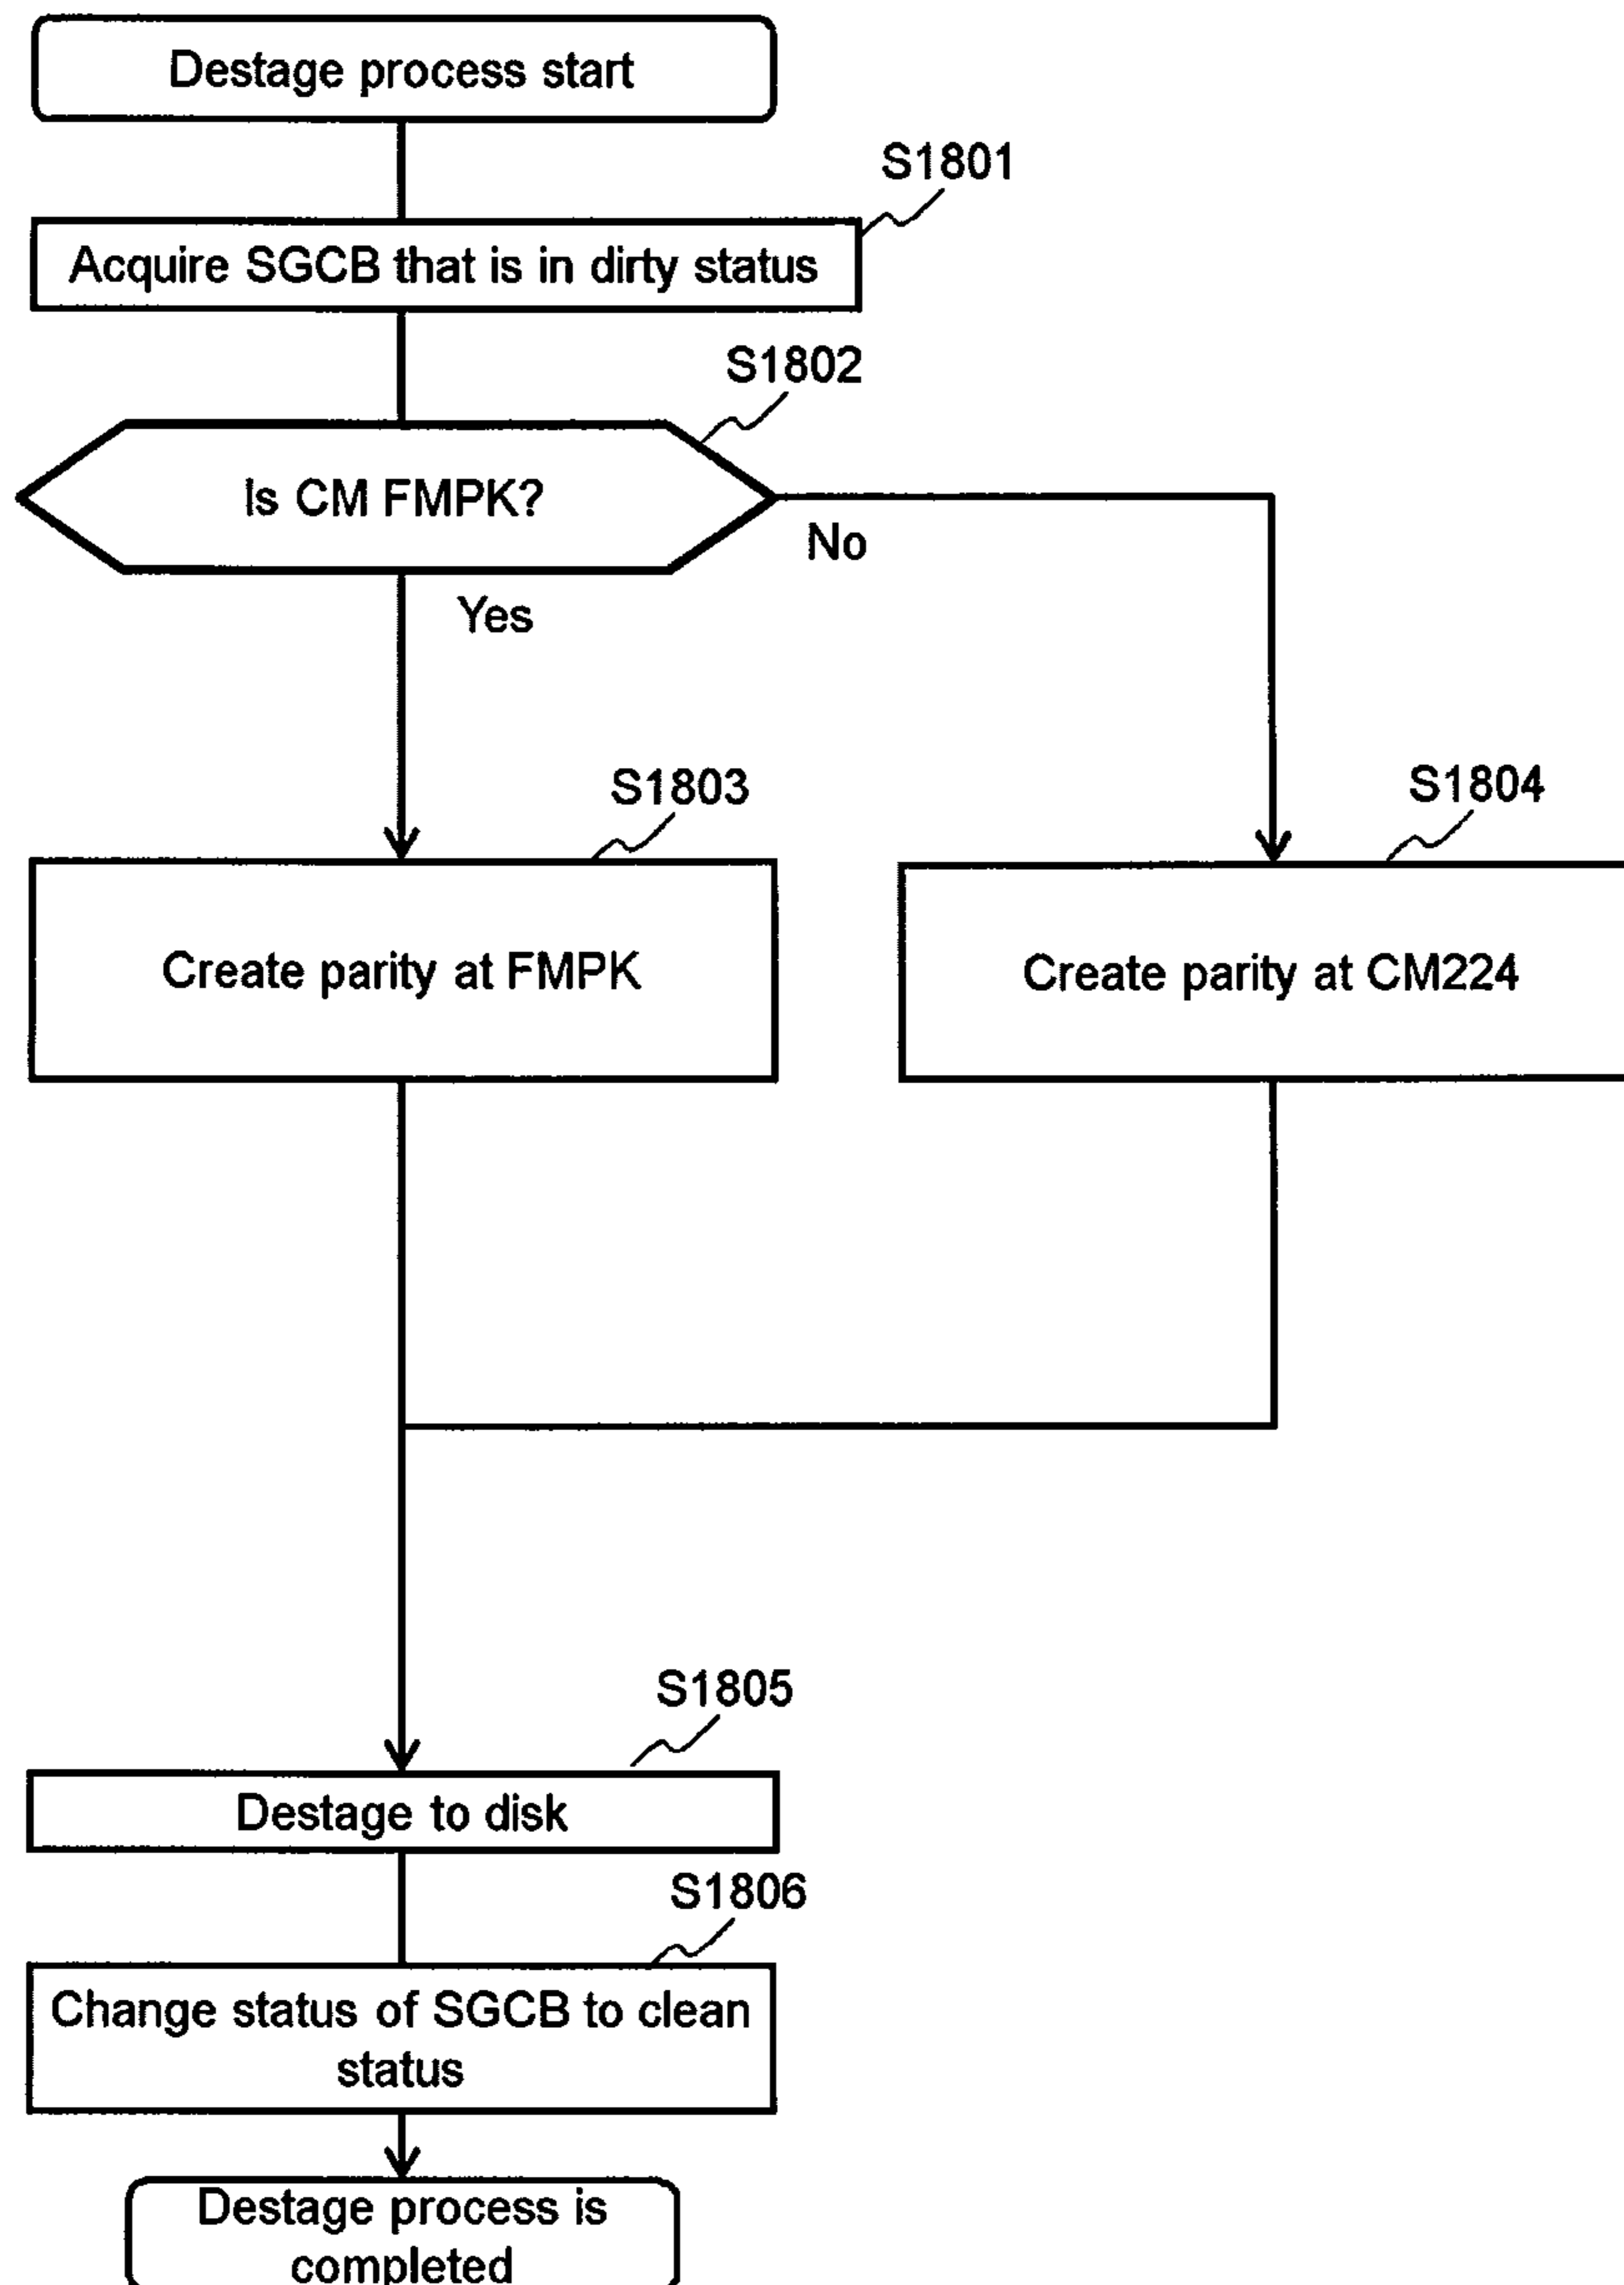 Destage process start
S1801
Acquire SGCB that is in dirty status
S1802
Is CM FMPK?
No
Yes
S1803
S1804
Create parity at FMPK
Create parity at CM224
S1805
Destage to disk
S1806
Change status of SGCB to clean
status
Destage process is
completed